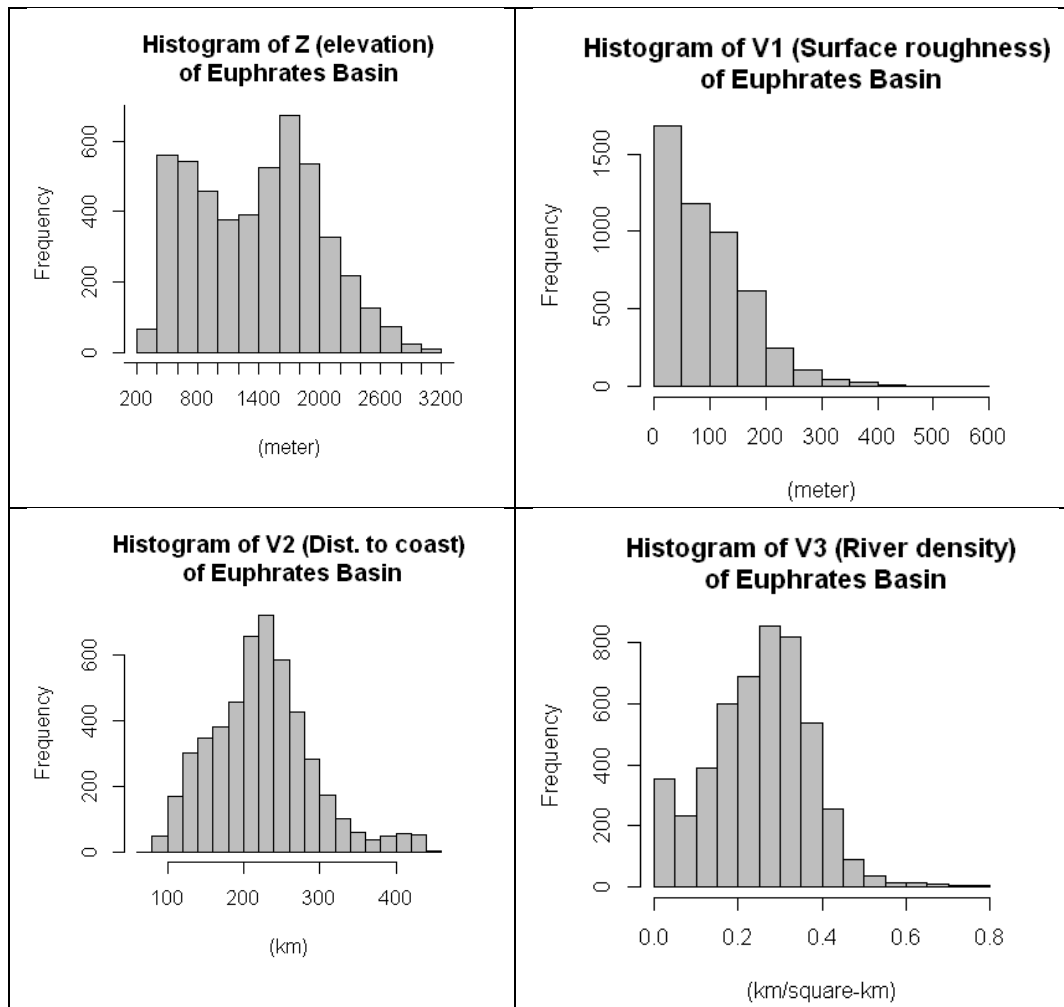 Histogram of Z (elevation)
of Euphrates Basin
Frequency
0
200
400
600
200 800 1400 2000 2600 3200
(meter)
Histogram of V1 (Surface roughness)
of Euphrates Basin
Frequency
0
500
1000
1500
0 100 200 300 400 500 600
(meter)
Histogram of V2 (Dist. to coast)
of Euphrates Basin
Frequency
0
200
400
600
100 200 300 400
(km)
Histogram of V3 (River density)
of Euphrates Basin
Frequency
0
200
400
600
800
0.0 0.2 0.4 0.6 0.8
(km/square-km)